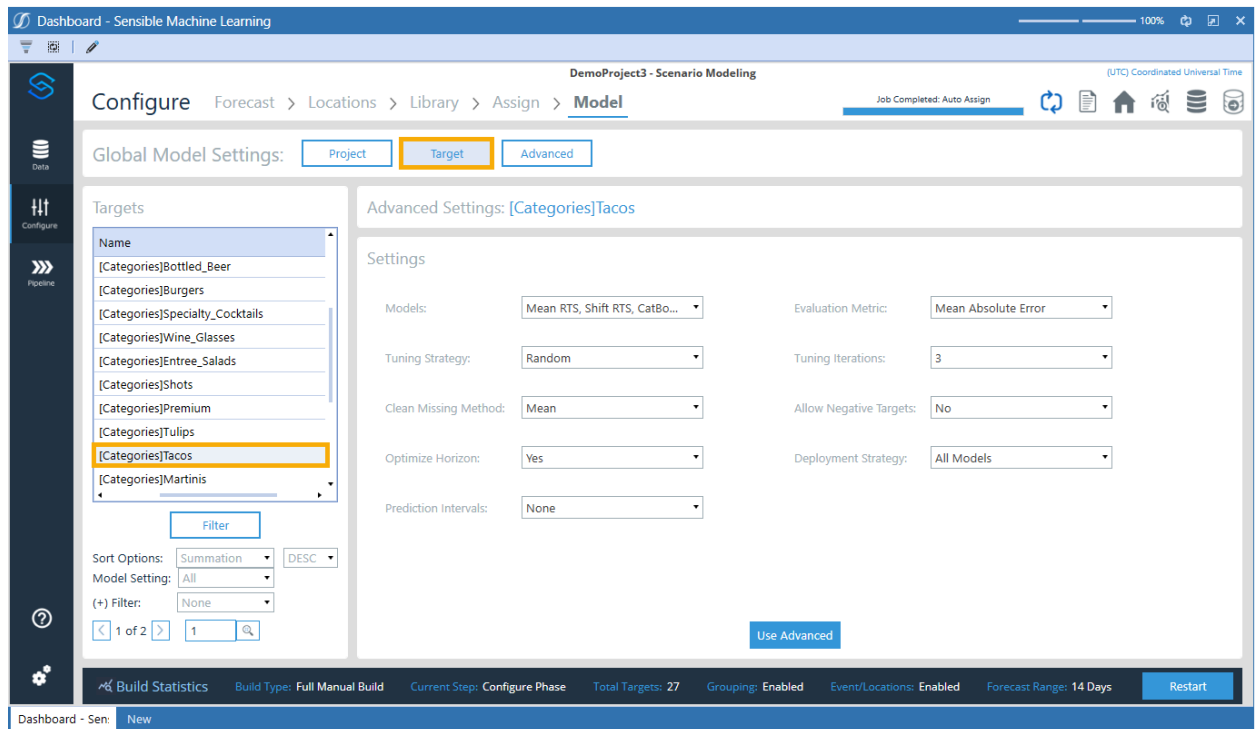 Dashboard - Sensible Machine Learning
100%
DemoProject3 - Scenario Modeling
(UTC) Coordinated Universal Time
Configure Forecast > Locations > Library > Assign > Model
Job Completed: Auto Assign
Data
Configure
Pipeline
Global Model Settings: Project Target Advanced
Targets
Name
[Categories]Bottled_Beer
[Categories]Burgers
[Categories]Specialty_Cocktails
[Categories]Wine_Glasses
[Categories]Entree_Salads
[Categories]Shots
[Categories]Premium
[Categories]Tulips
[Categories]Tacos
[Categories]Martinis
Filter
Sort Options: Summation DESC
Model Setting: All
(+) Filter: None
< 1 of 2 > 1
Advanced Settings: [Categories]Tacos
Settings
Models: Mean RTS, Shift RTS, CatBo... Evaluation Metric: Mean Absolute Error
Tuning Strategy: Random Tuning Iterations: 3
Clean Missing Method: Mean Allow Negative Targets: No
Optimize Horizon: Yes Deployment Strategy: All Models
Prediction Intervals: None
Use Advanced
Build Statistics Build Type: Full Manual Build Current Step: Configure Phase Total Targets: 27 Grouping: Enabled Event/Locations: Enabled Forecast Range: 14 Days Restart
Dashboard - Sen: New